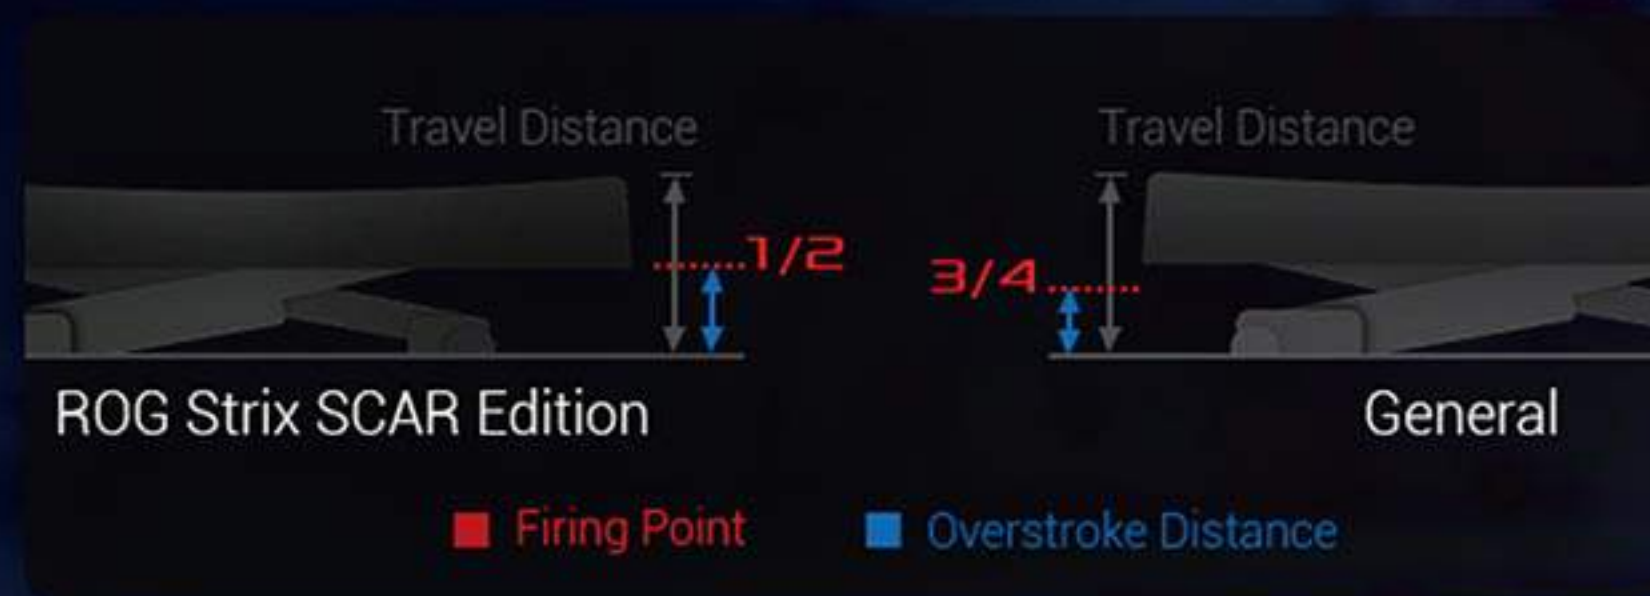 Travel Distance
Travel Distance
1/2
3/4
ROG Strix SCAR Edition
General
Firing Point
Overstroke Distance